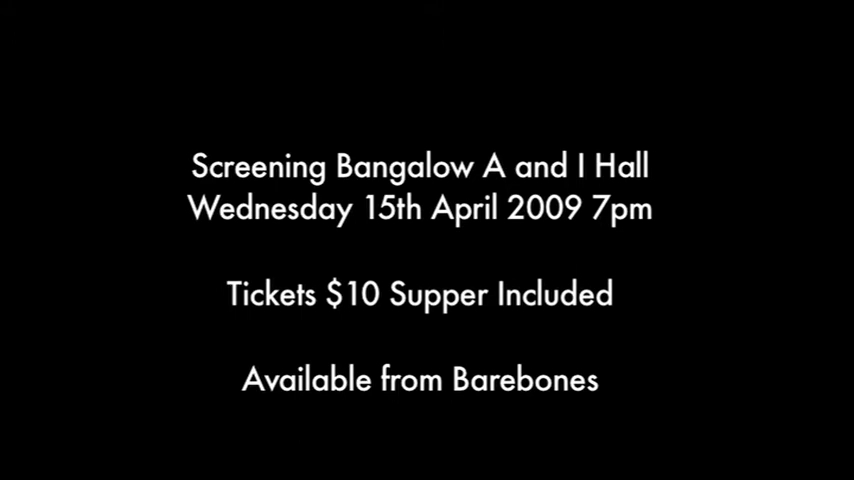 Screening Bangalow A and I Hall
Wednesday 15th April 2009 7pm
Tickets $10 Supper Included
Available from Barebones